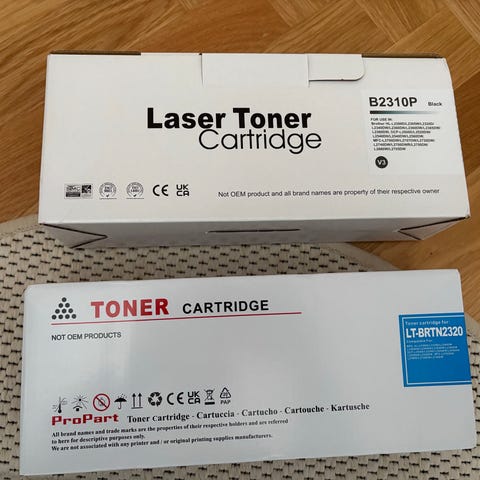 Laser Toner
Cartridge
B2310P Black
FOR USE IN:
V3
CE UK
CA
Not OEM product and all brand names are property of their respective owner
TONER CARTRIDGE
NOT OEM PRODUCTS
Toner cartridge for:
LT-BRTN2320
Compatible For:
CE UK
CA
PAP
ProPart Toner Cartridge - Cartuccia - Cartucho - Cartouche - Kartusche
All brand names and trade marks are the properties of their respective holders and are referred
to here for descriptive purposes only.
We are not associated with any printer and / or original printing supplies manufacturers.